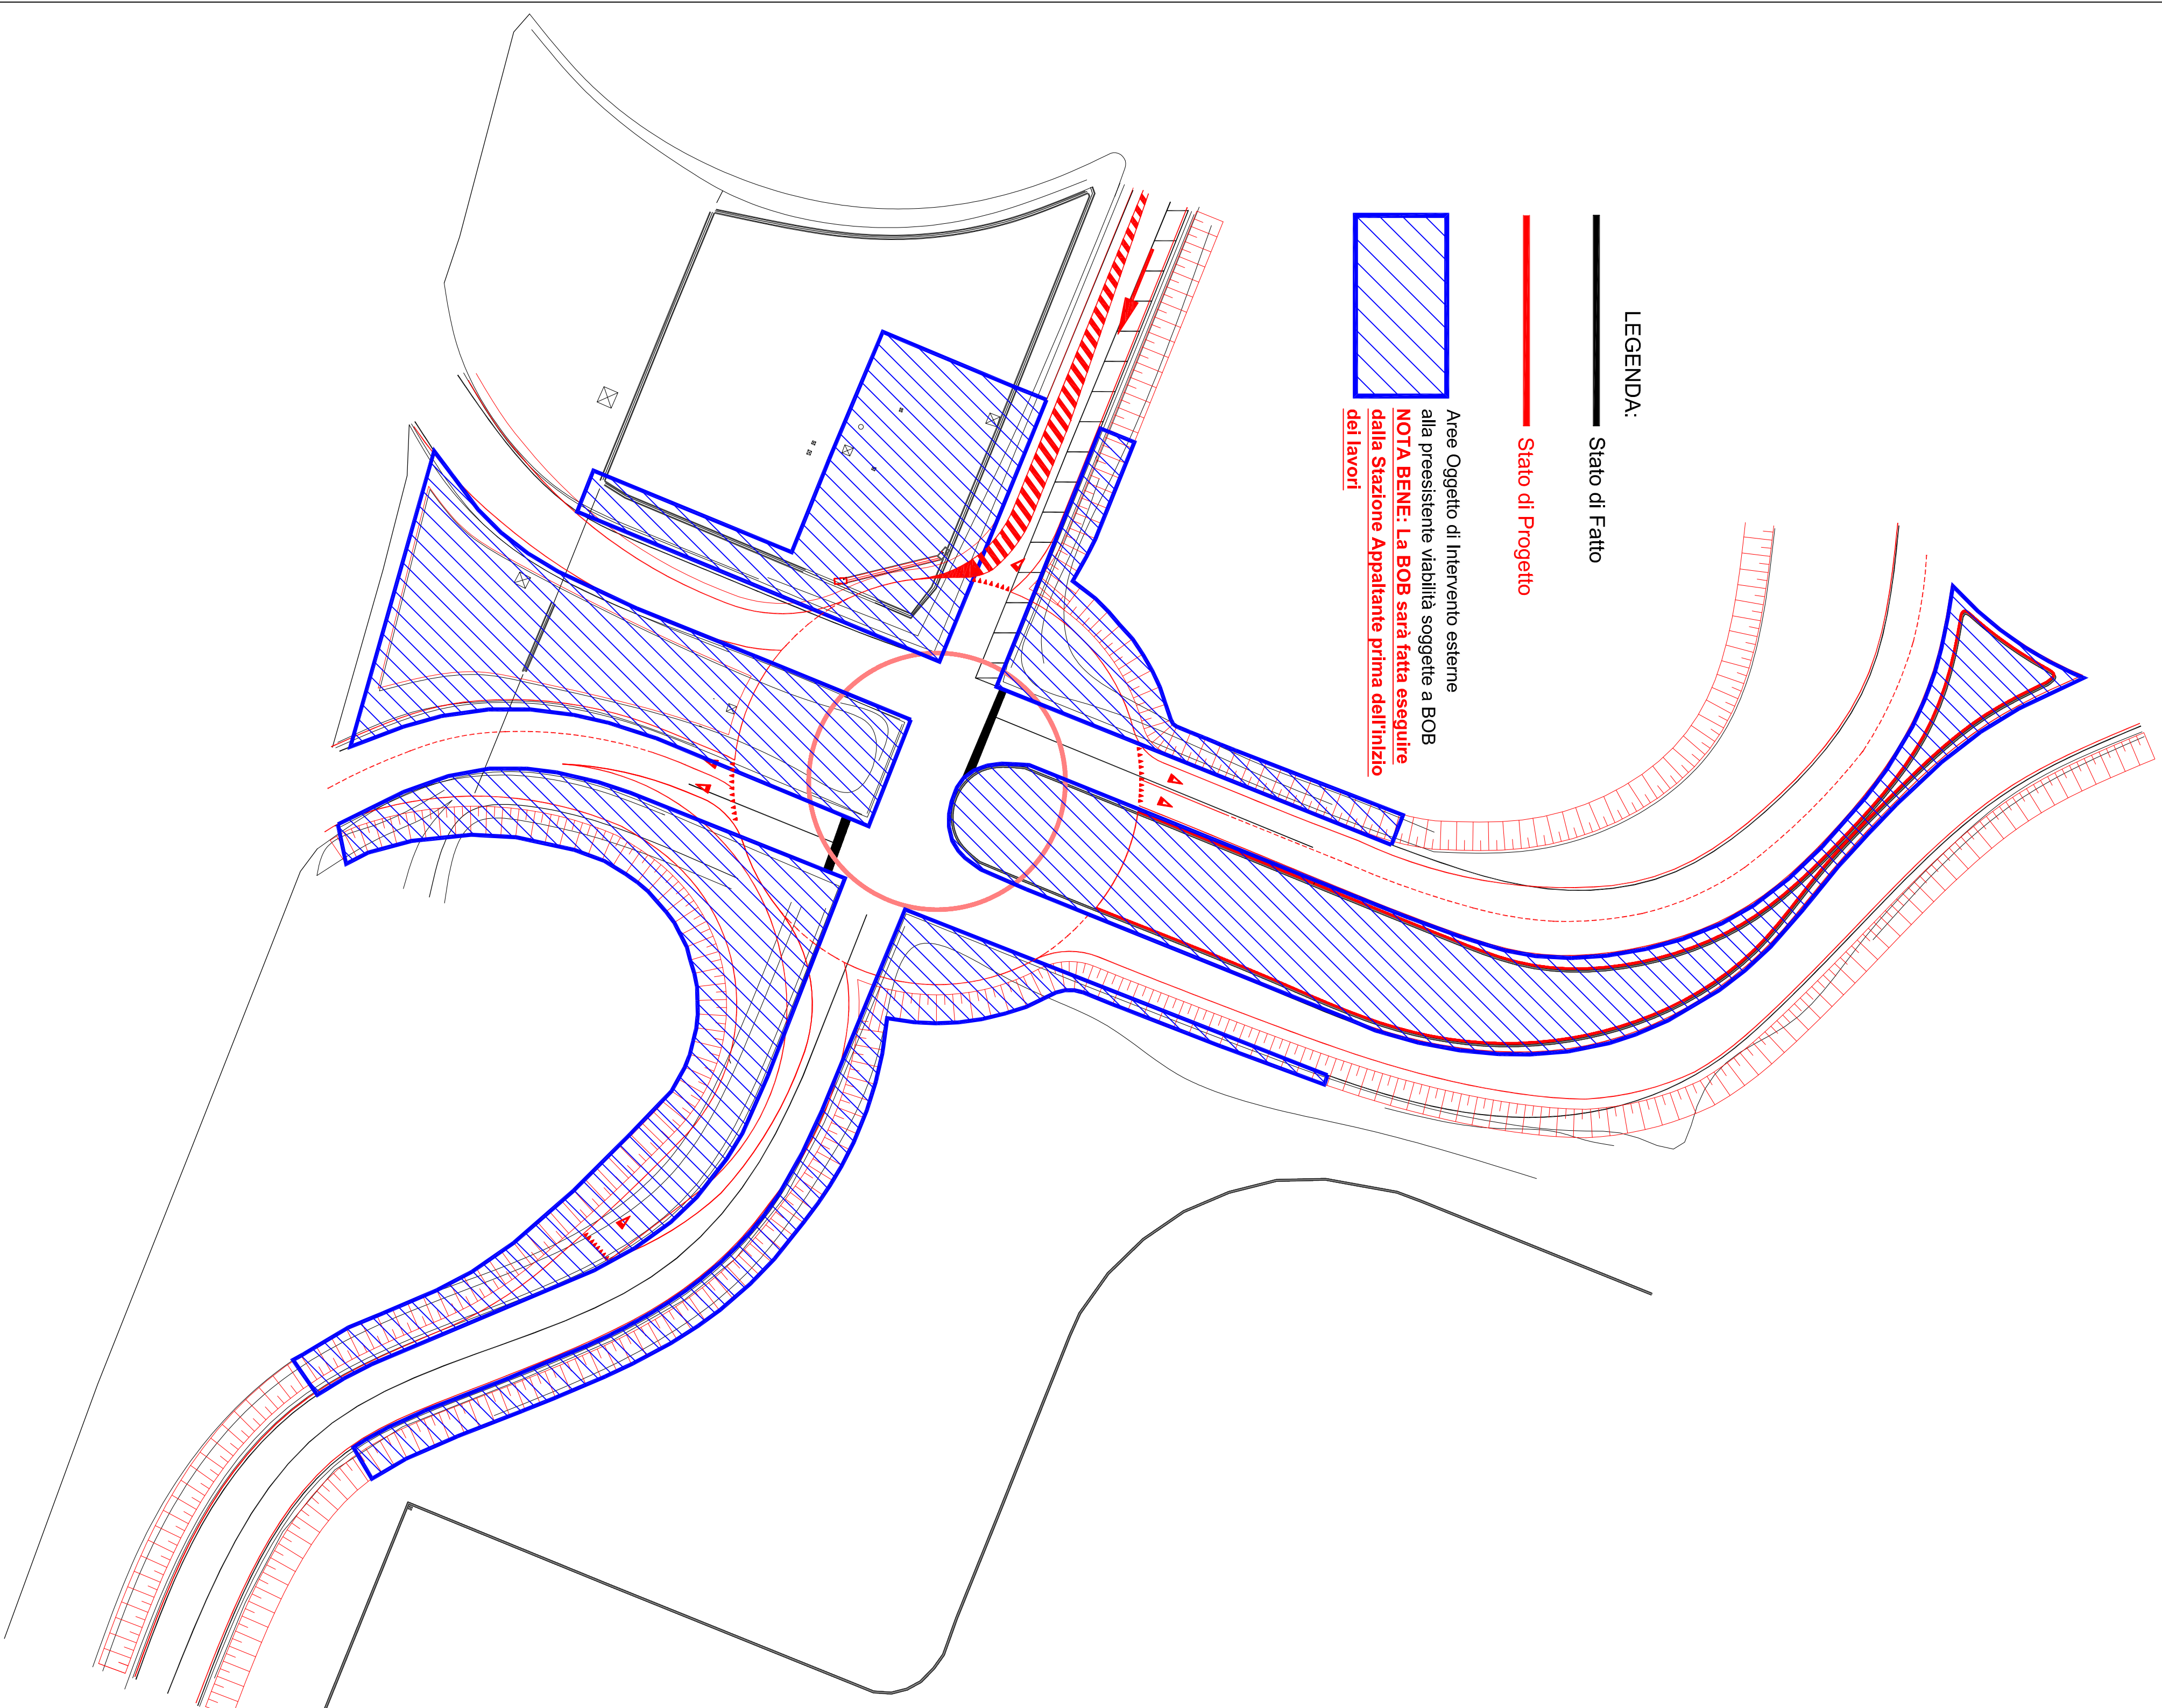 LEGENDA:
Stato di Fatto
Stato di Progetto
Aree Oggetto di Intervento esterne
alla preesistente viabilità soggette a BOB
NOTA BENE: La BOB sarà fatta eseguire
dalla Stazione Appaltante prima dell'inizio
dei lavori